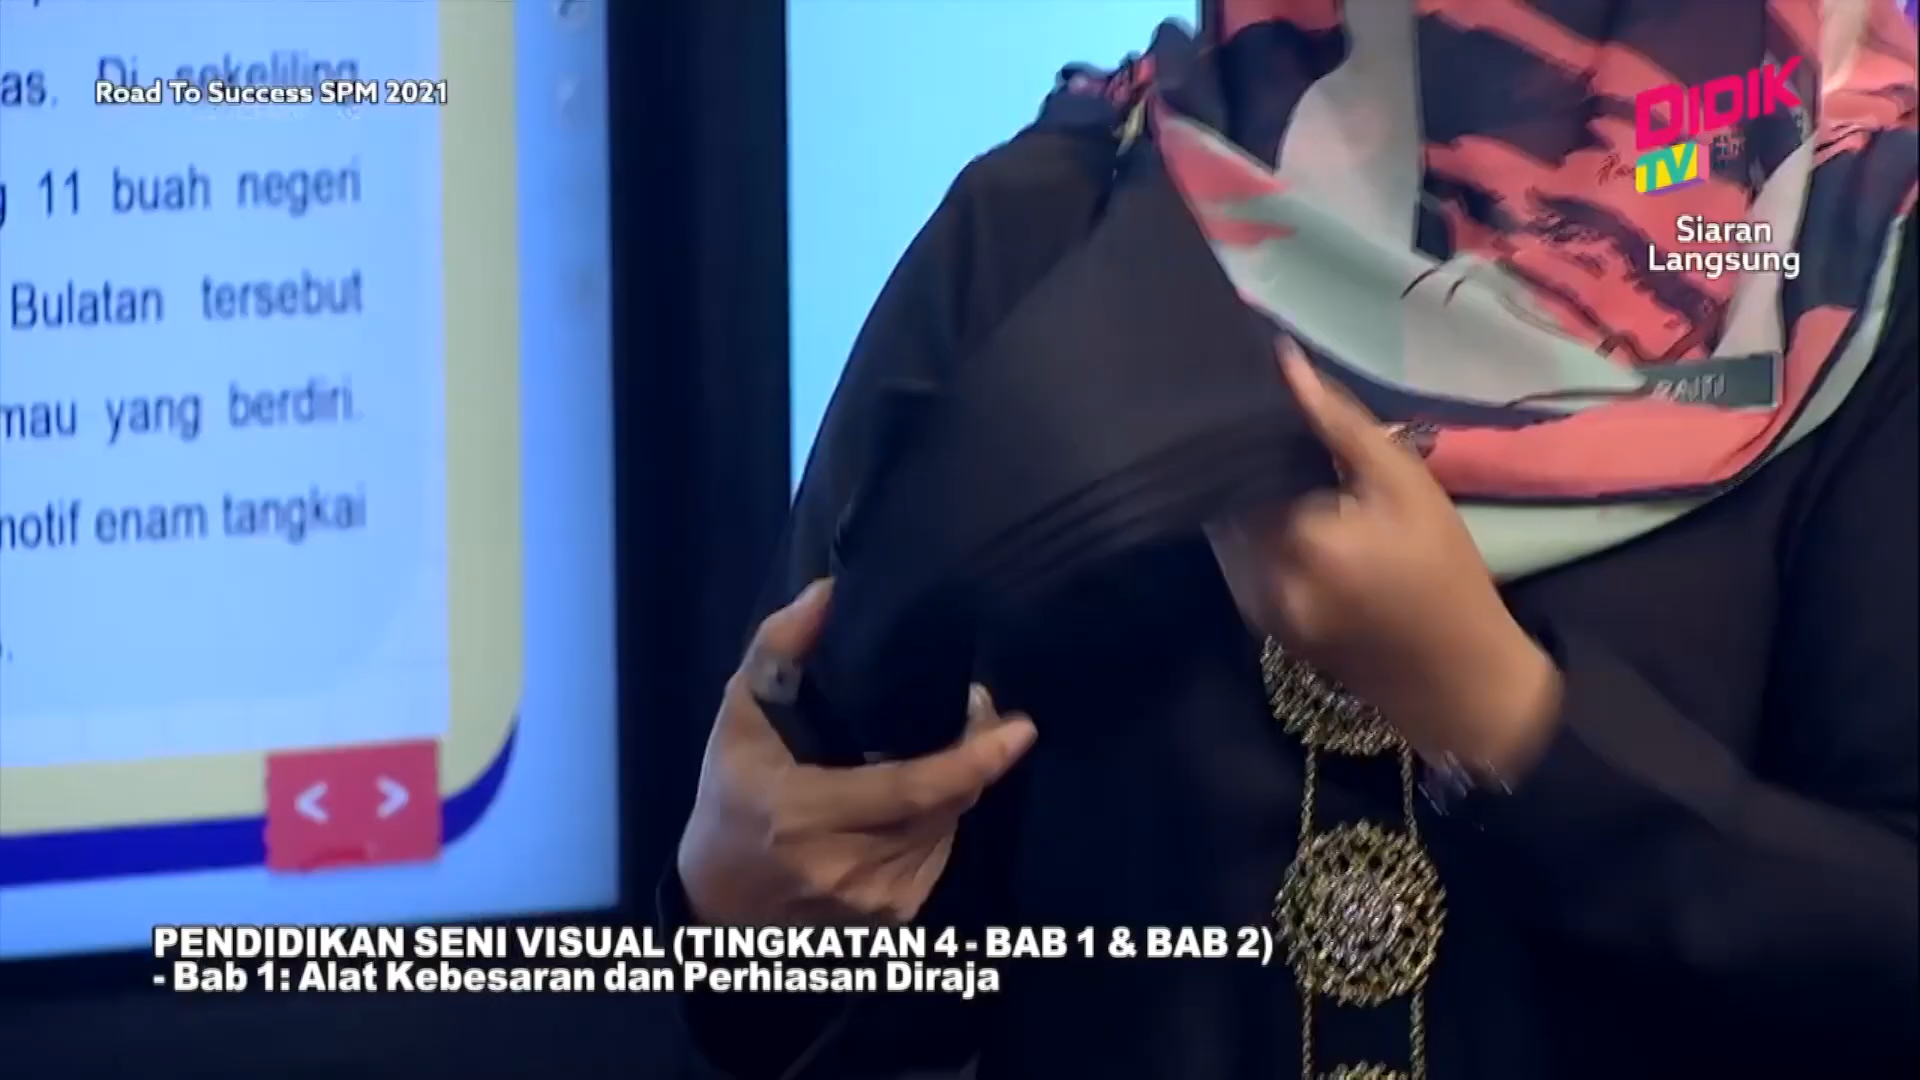 as. Di sekeliling
Road To Success SPM 2021
11 buah negeri
Bulatan tersebut
mau yang berdiri.
motif enam tangkai
< >
DIDIK
TV
Siaran
Langsung
RAITI
PENDIDIKAN SENI VISUAL (TINGKATAN 4 - BAB 1 & BAB 2)
- Bab 1: Alat Kebesaran dan Perhiasan Diraja